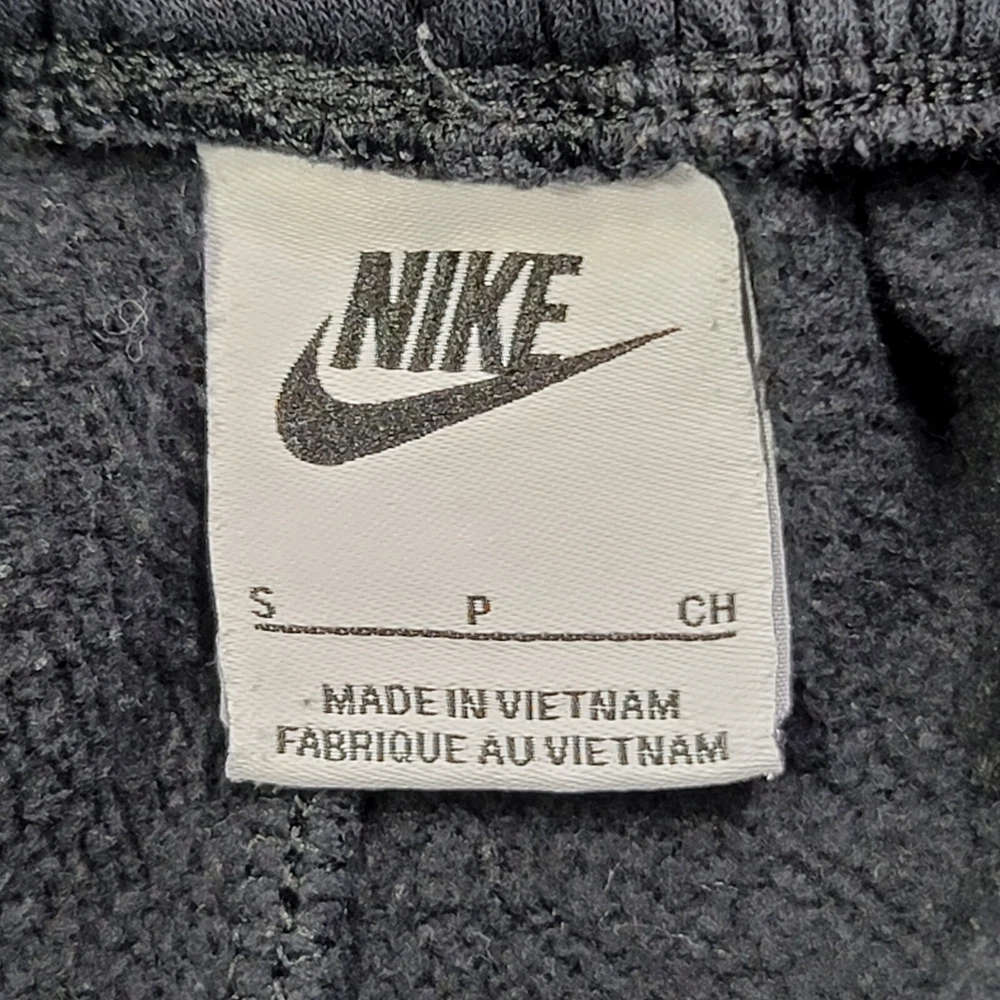 NIKE
S P CH
MADE IN VIETNAM
FABRIQUE AU VIETNAM